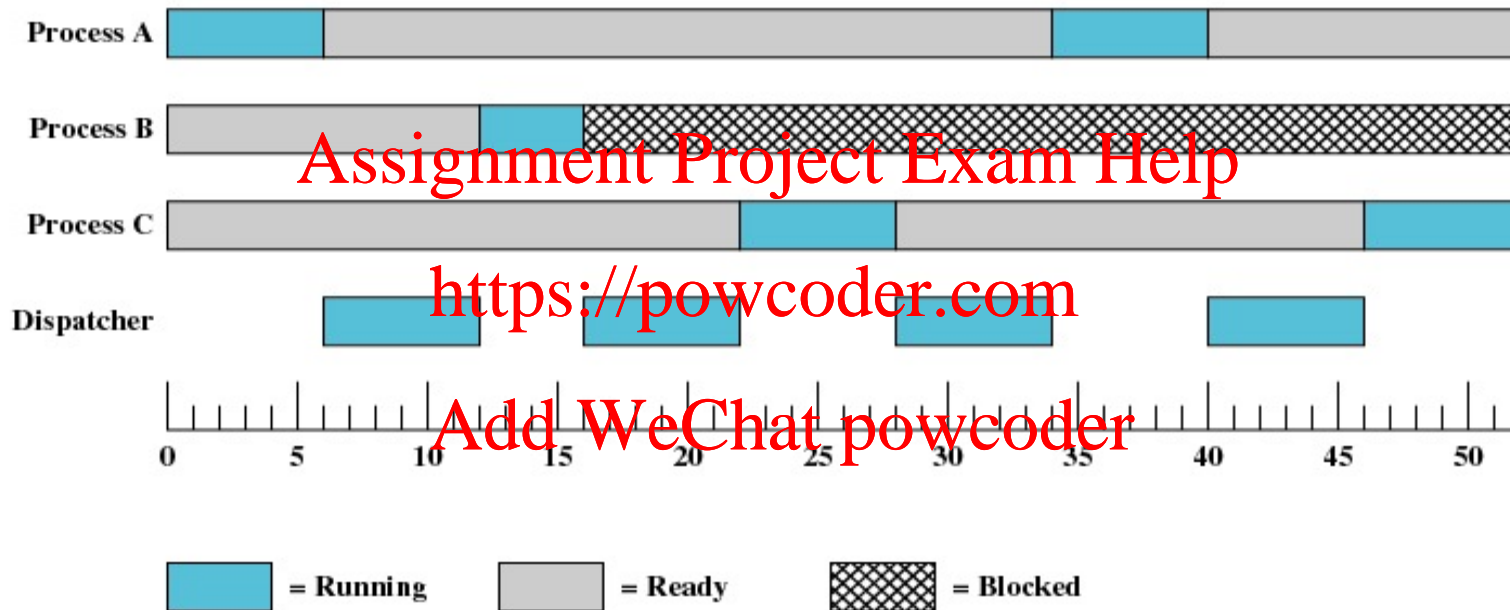 Process A
Process B
Assignment Project Exam Help
Process C
https://powcoder.com
Dispatcher
Add WeChat powcoder
0 5 10 15 20 25 30 35 40 45 50
= Running = Ready = Blocked